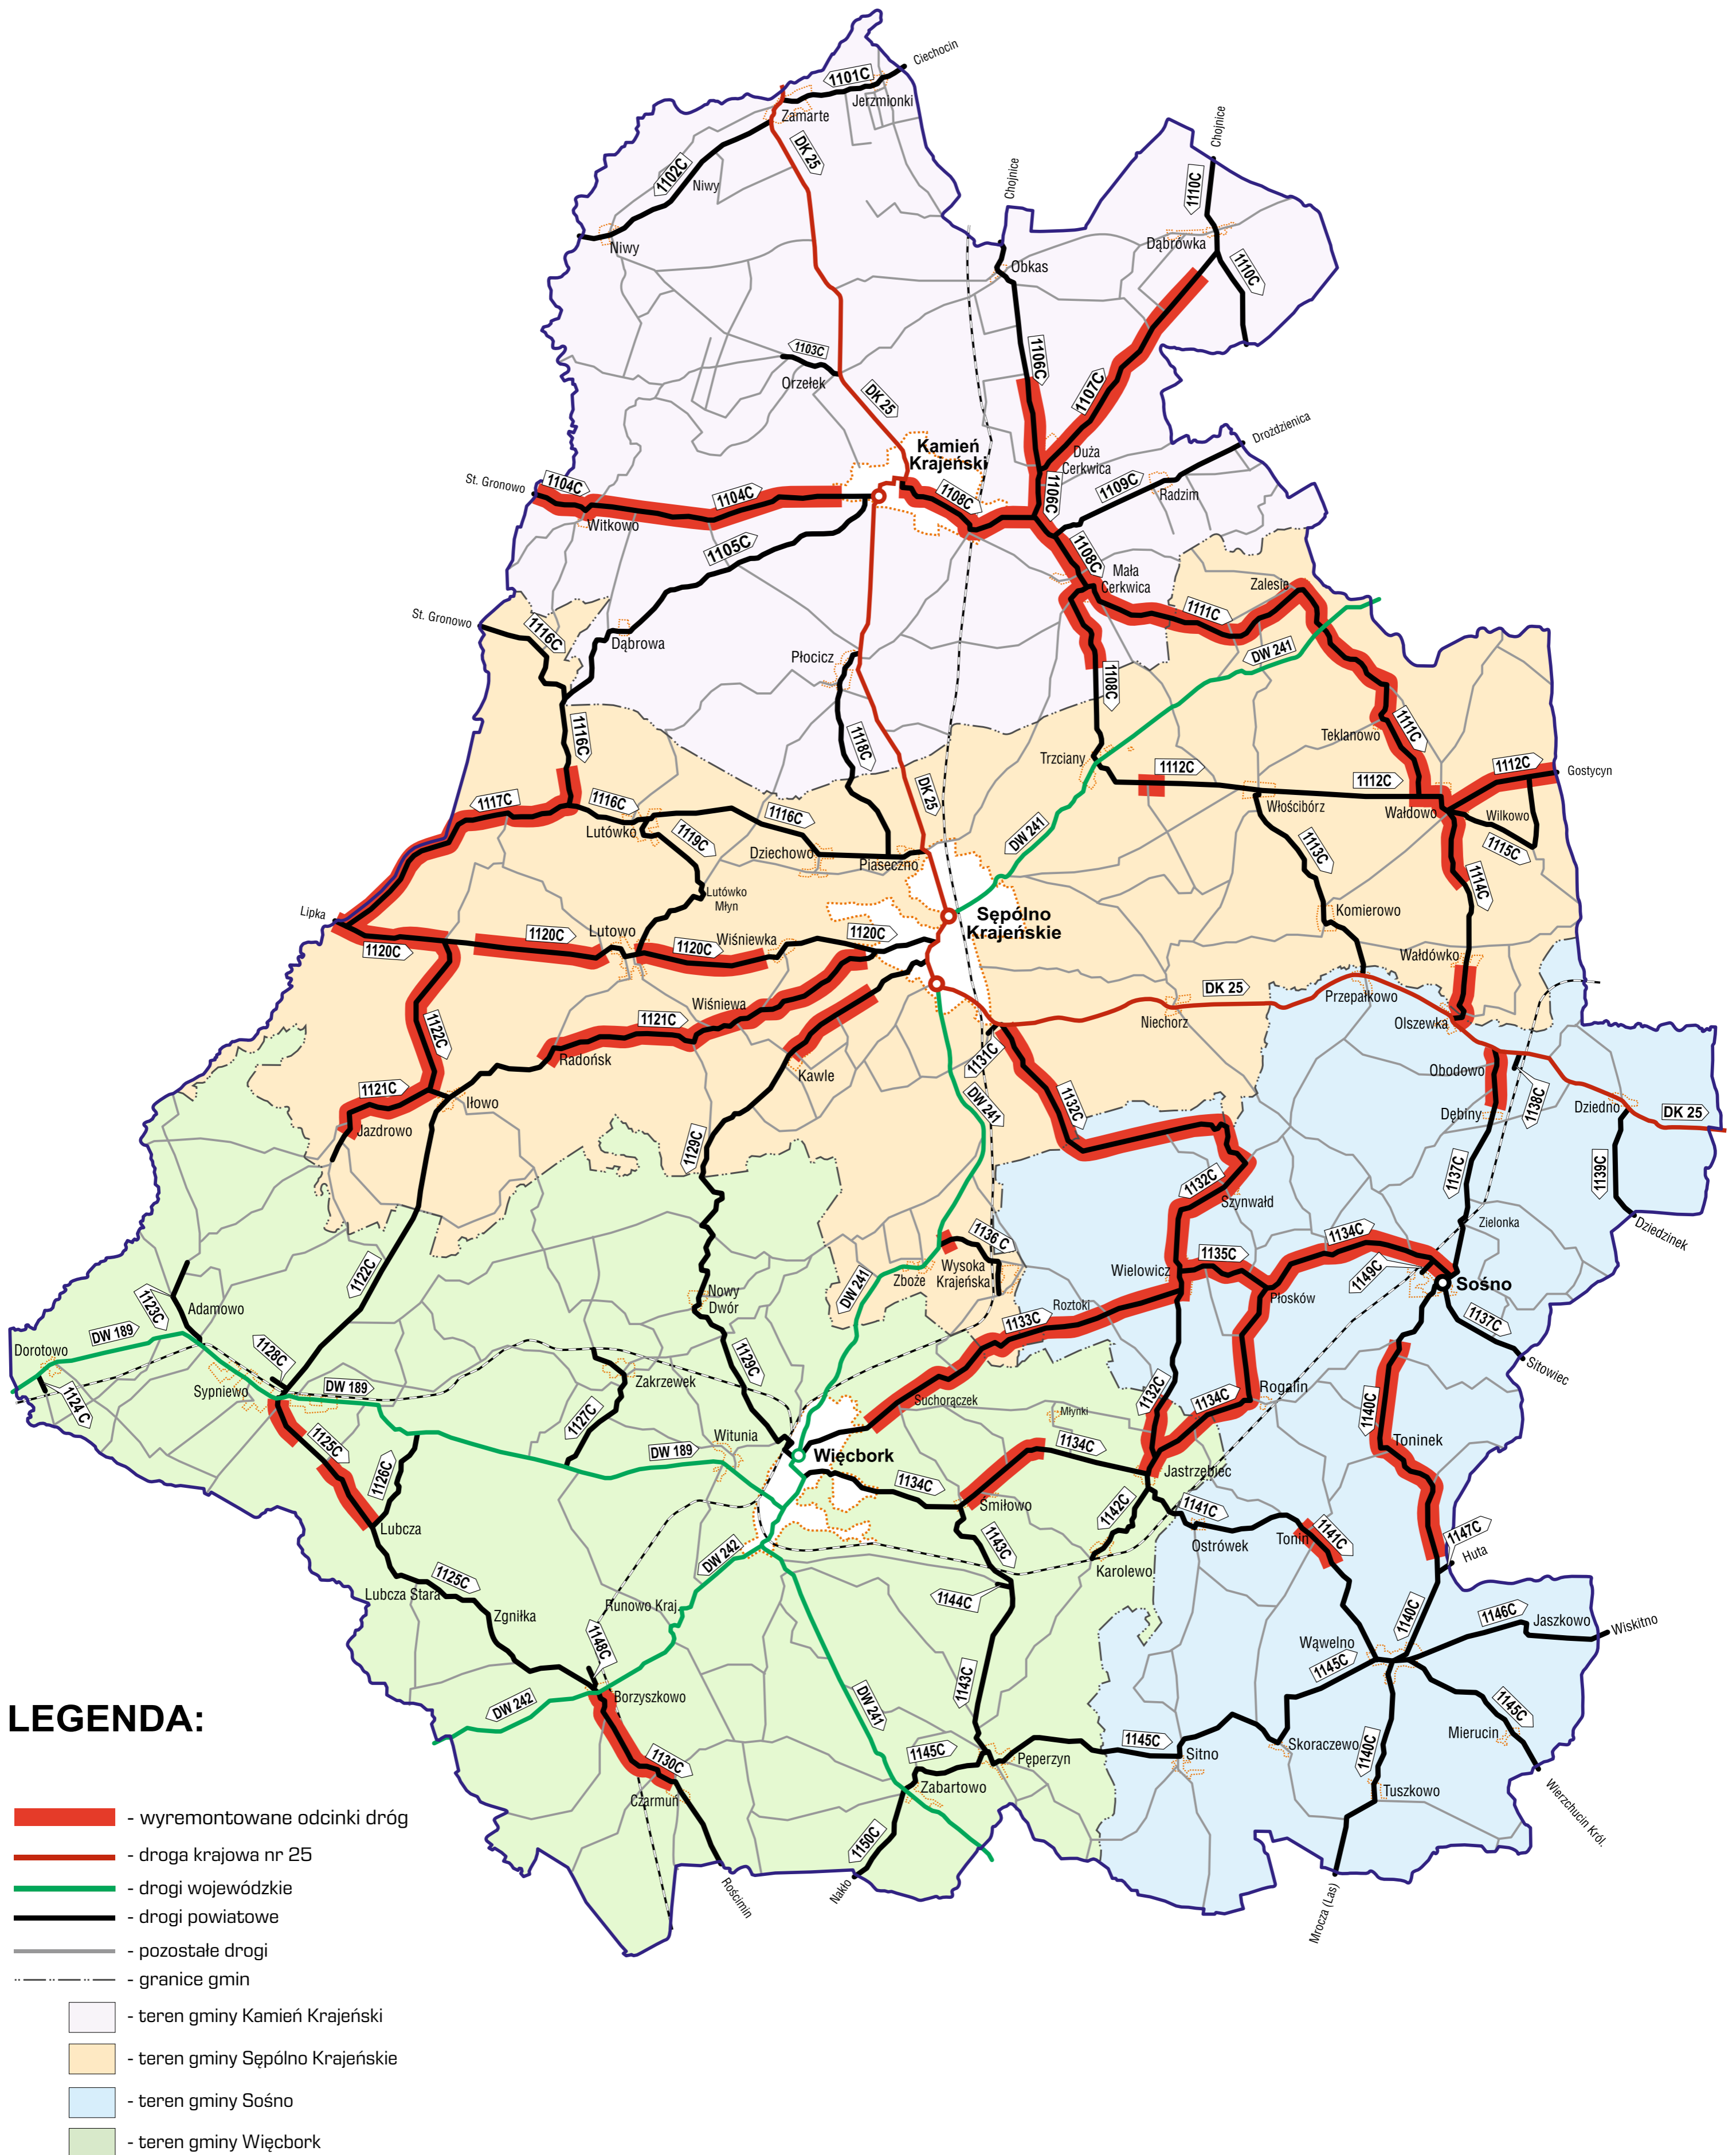 Ciechocin
1101C
Jerzmionki
Zamarte
DK 25
1102C
Niwy
Niwy
Chojnice
Chojnice
1110C
Dąbrówka
1110C
Obkas
1103C
Orzełek
DK 25
1106C
1107C
Kamień
Krajeński
Duża
Cerkwica
Drożdzienica
St. Gronowo
1104C
1104C
Witkowo
1108C
1106C
1109C
Radzim
1105C
1108C
Mała
Cerkwica
Zalesie
1111C
St. Gronowo
1116C
Dąbrowa
Płocicz
DW 241
1108C
1116C
1118C
Teklanowo
1111C
Trzciany
1112C
1112C
1112C
Gostycyn
DK 25
1117C
1116C
Lutówko
1116C
1119C
Dziechowo
Piaseczno
DW 241
Włościbórz
Wałdowo
Wilkowo
1115C
1113C
1114C
Lutówko
Młyn
Lipka
Sępólno
Krajeńskie
Komierowo
1120C
1120C
Lutowo
1120C
Wiśniewka
1120C
Wałdówko
Wiśniewa
1121C
1122C
DK 25
Niechorz
Przepałkowo
Olszewka
Radońsk
Kawle
1131C
1121C
Iłowo
Jazdrowo
DW 241
1132C
Obodowo
Dębiny
1138C
Dziedno
DK 25
1129C
1132C
Szynwałd
1137C
1139C
Zielonka
Dziedzinek
1136 C
1134C
1122C
1135C
Wielowicz
1149C
Sośno
Zboże
Wysoka
Krajeńska
Płosków
1123C
Adamowo
Nowy
Dwór
DW 241
Roztoki
1133C
1137C
DW 189
Dorotowo
1128C
1129C
Sitowiec
1124 C
Sypniewo
DW 189
Zakrzewek
Suchorączek
Rogalin
1132C
1134C
Młynki
1127C
1140C
1125C
1126C
Witunia
DW 189
Więcbork
1134C
Toninek
1134C
Jastrzębiec
Śmiłowo
1142C
1141C
Lubcza
Ostrówek
Tonin
1141C
1147C
Huta
1143C
DW 242
Karolewo
1125C
Lubcza Stara
1144C
Zgniłka
Runowo Kraj.
1140C
1146C
Jaszkowo
Wiskitno
1148C
Wąwelno
1145C
1143C
Borzyszkowo
DW 242
DW 241
1145C
Mierucin
LEGENDA:
1130C
1145C
Pęperzyn
1145C
Sitno
Skoraczewo
1140C
Czarmuń
Zabartowo
Tuszkowo
Wierzchucin Król.
1150C
Nakło
Rościmin
Mrocza (Las)
- wyremontowane odcinki dróg
- droga krajowa nr 25
- drogi wojewódzkie
- drogi powiatowe
- pozostałe drogi
- granice gmin
- teren gminy Kamień Krajeński
- teren gminy Sępólno Krajeńskie
- teren gminy Sośno
- teren gminy Więcbork